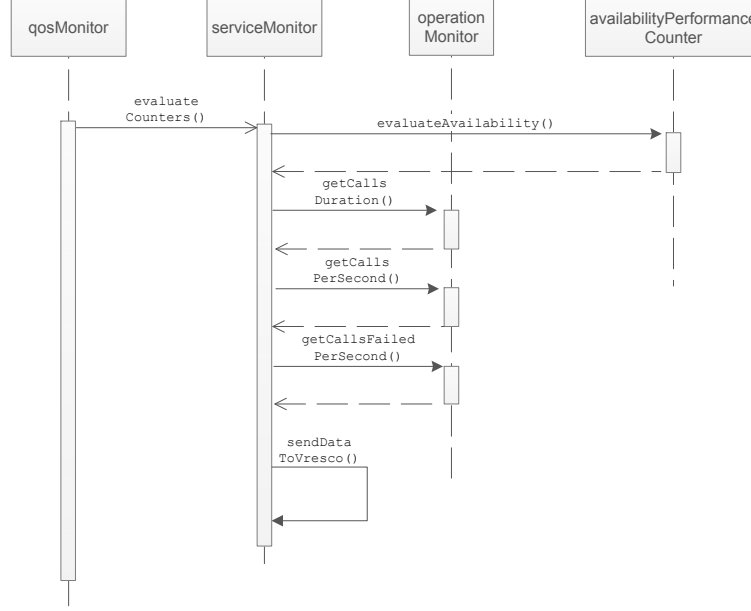 qosMonitor
serviceMonitor
operation
Monitor
availabilityPerformance
Counter
evaluate
Counters()
evaluateAvailability()
getCalls
Duration()
getCalls
PerSecond()
getCallsFailed
PerSecond()
sendData
ToVresco()